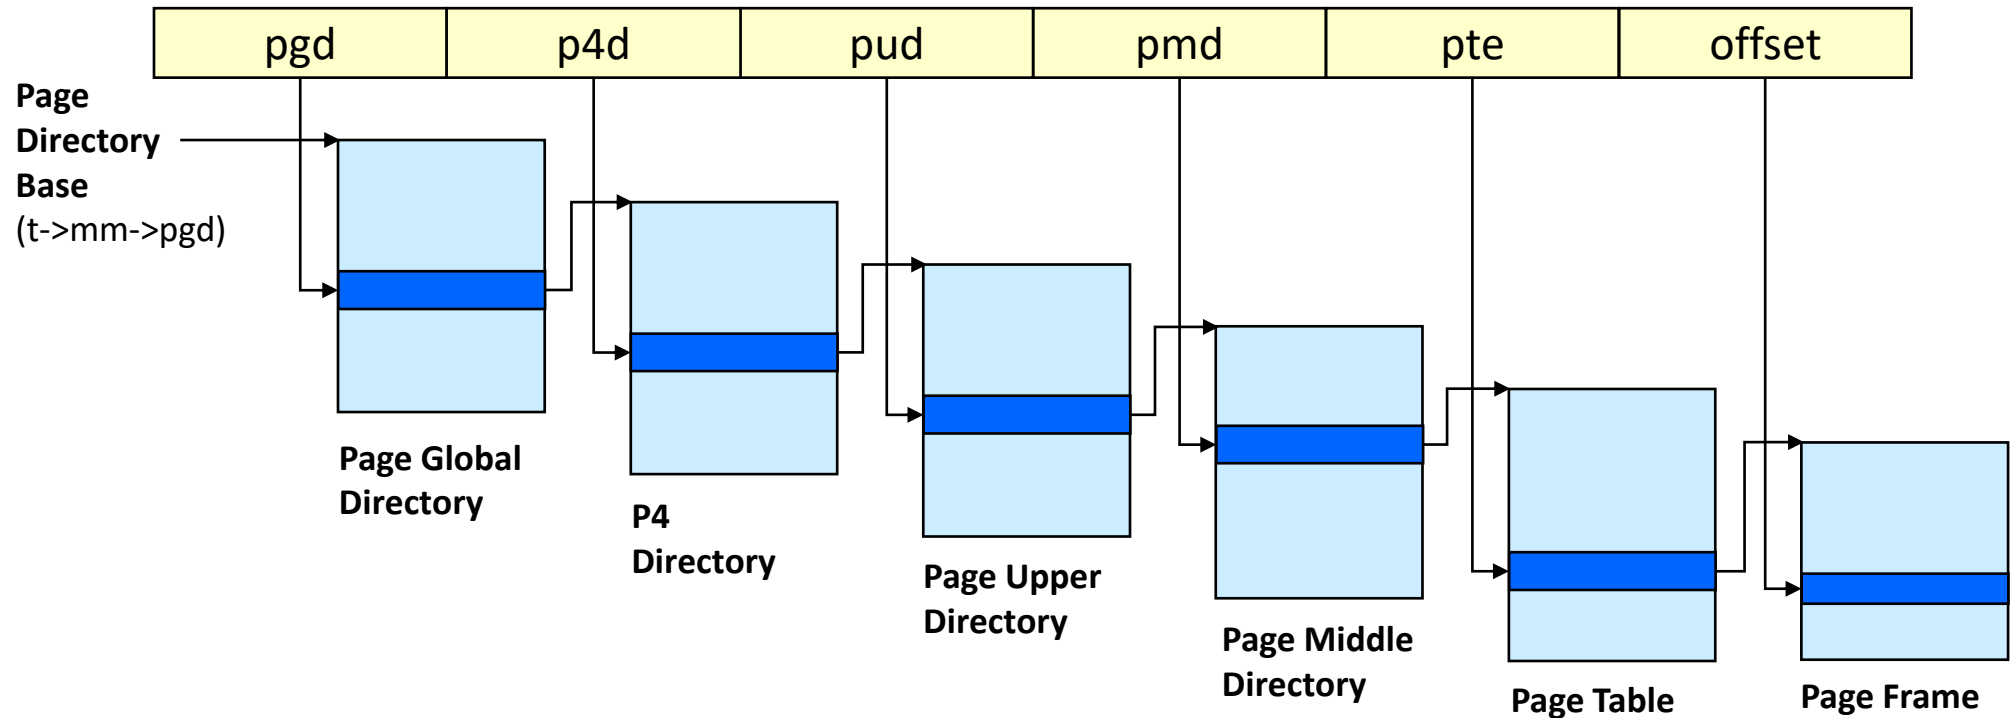 pgd p4d pud pmd pte offset
Page
Directory
Base
(t->mm->pgd)
Page Global
Directory
P4
Directory
Page Upper
Directory
Page Middle
Directory
Page Table
Page Frame